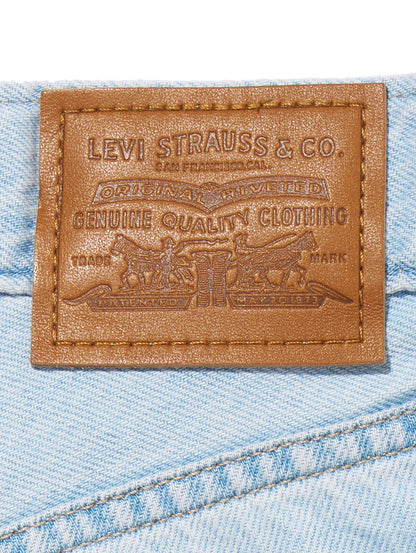 LEVI STRAUSS & CO.
SAN FRANCISCO, CAL.
ORIGINAL RIVETED
GENUINE QUALITY CLOTHING
TRADE MARK
PATENTED MAY 20 1873